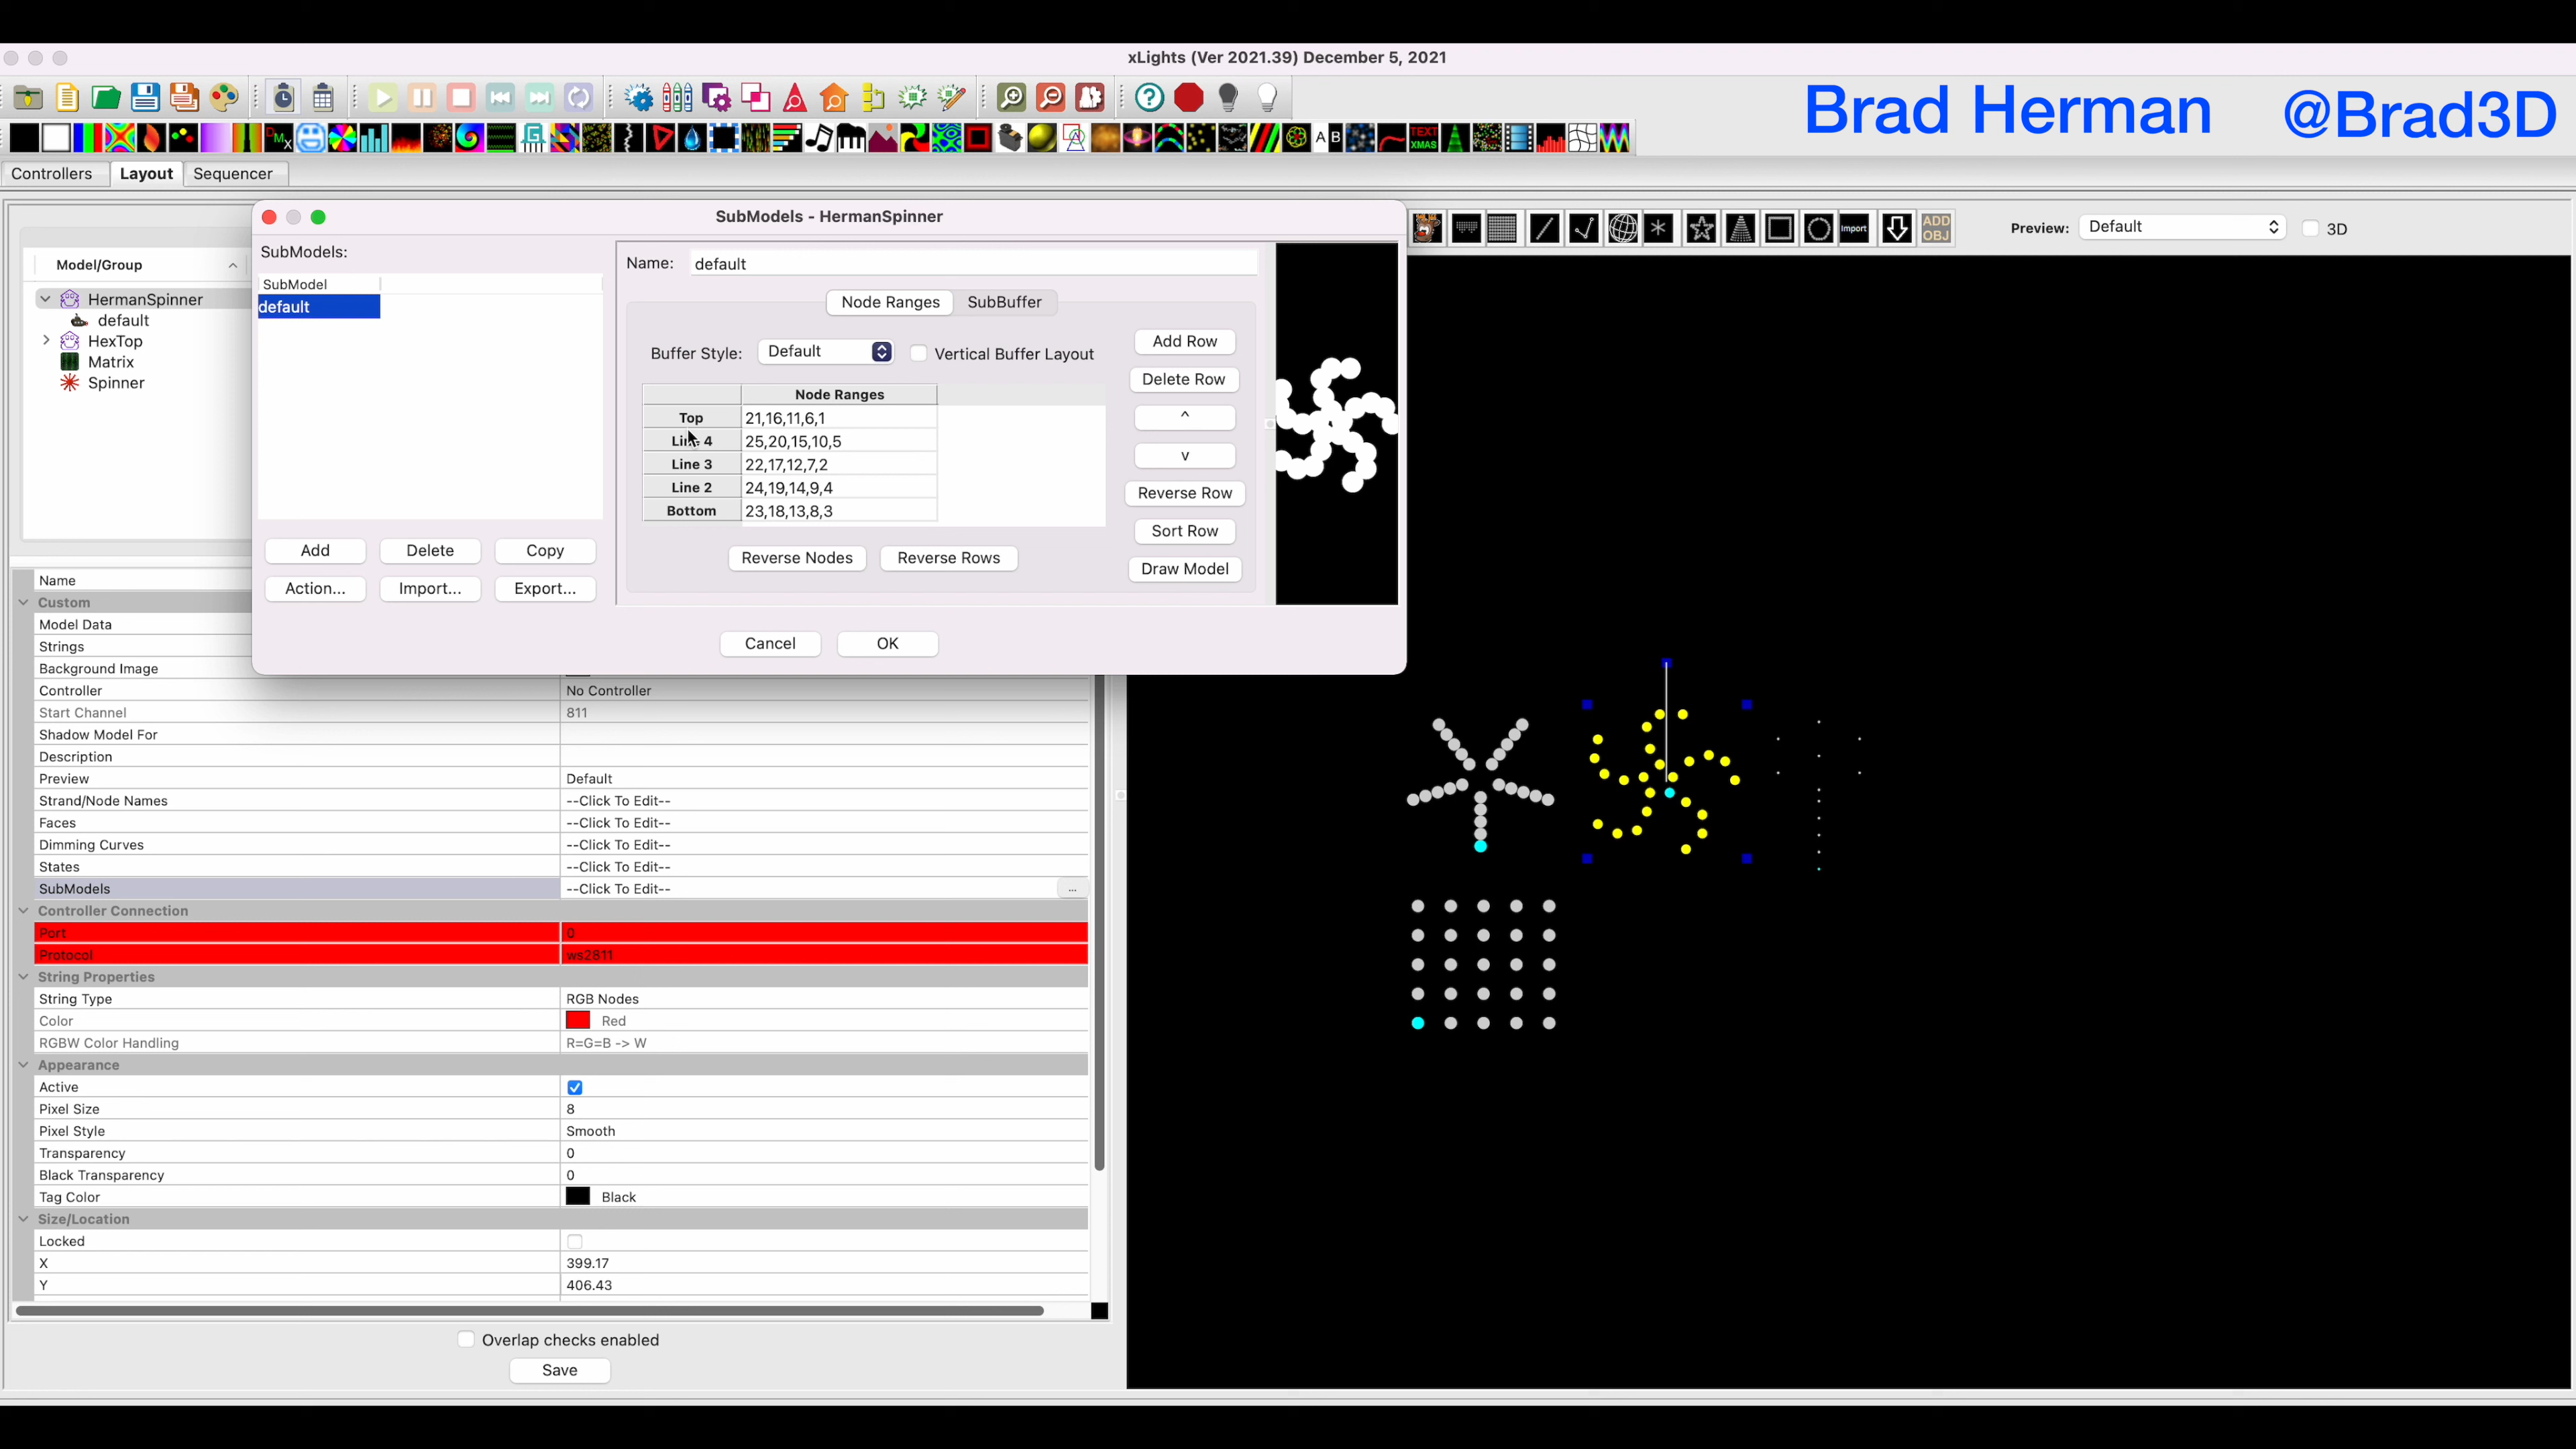 xLights (Ver 2021.39) December 5, 2021
Brad Herman @Brad3D
A B
TEXT
XMAS
Controllers Layout Sequencer
SubModels - HermanSpinner
Import
ADD
OBJ
Preview: Default 3D
Model/Group
HermanSpinner
default
HexTop
Matrix
Spinner
SubModels:
SubModel
default
Add Delete Copy
Action... Import... Export...
Name: default
Node Ranges SubBuffer
Buffer Style: Default Vertical Buffer Layout
Node Ranges
Top 21,16,11,6,1
Line 4 25,20,15,10,5
Line 3 22,17,12,7,2
Line 2 24,19,14,9,4
Bottom 23,18,13,8,3
Reverse Nodes Reverse Rows
Add Row
Delete Row
^
v
Reverse Row
Sort Row
Draw Model
Cancel OK
Name
Custom
Model Data
Strings
Background Image
Controller No Controller
Start Channel 811
Shadow Model For
Description
Preview Default
Strand/Node Names --Click To Edit--
Faces --Click To Edit--
Dimming Curves --Click To Edit--
States --Click To Edit--
SubModels --Click To Edit-- ...
Controller Connection
Port 0
Protocol ws2811
String Properties
String Type RGB Nodes
Color Red
RGBW Color Handling R=G=B -> W
Appearance
Active
Pixel Size 8
Pixel Style Smooth
Transparency 0
Black Transparency 0
Tag Color Black
Size/Location
Locked
X 399.17
Y 406.43
Overlap checks enabled
Save